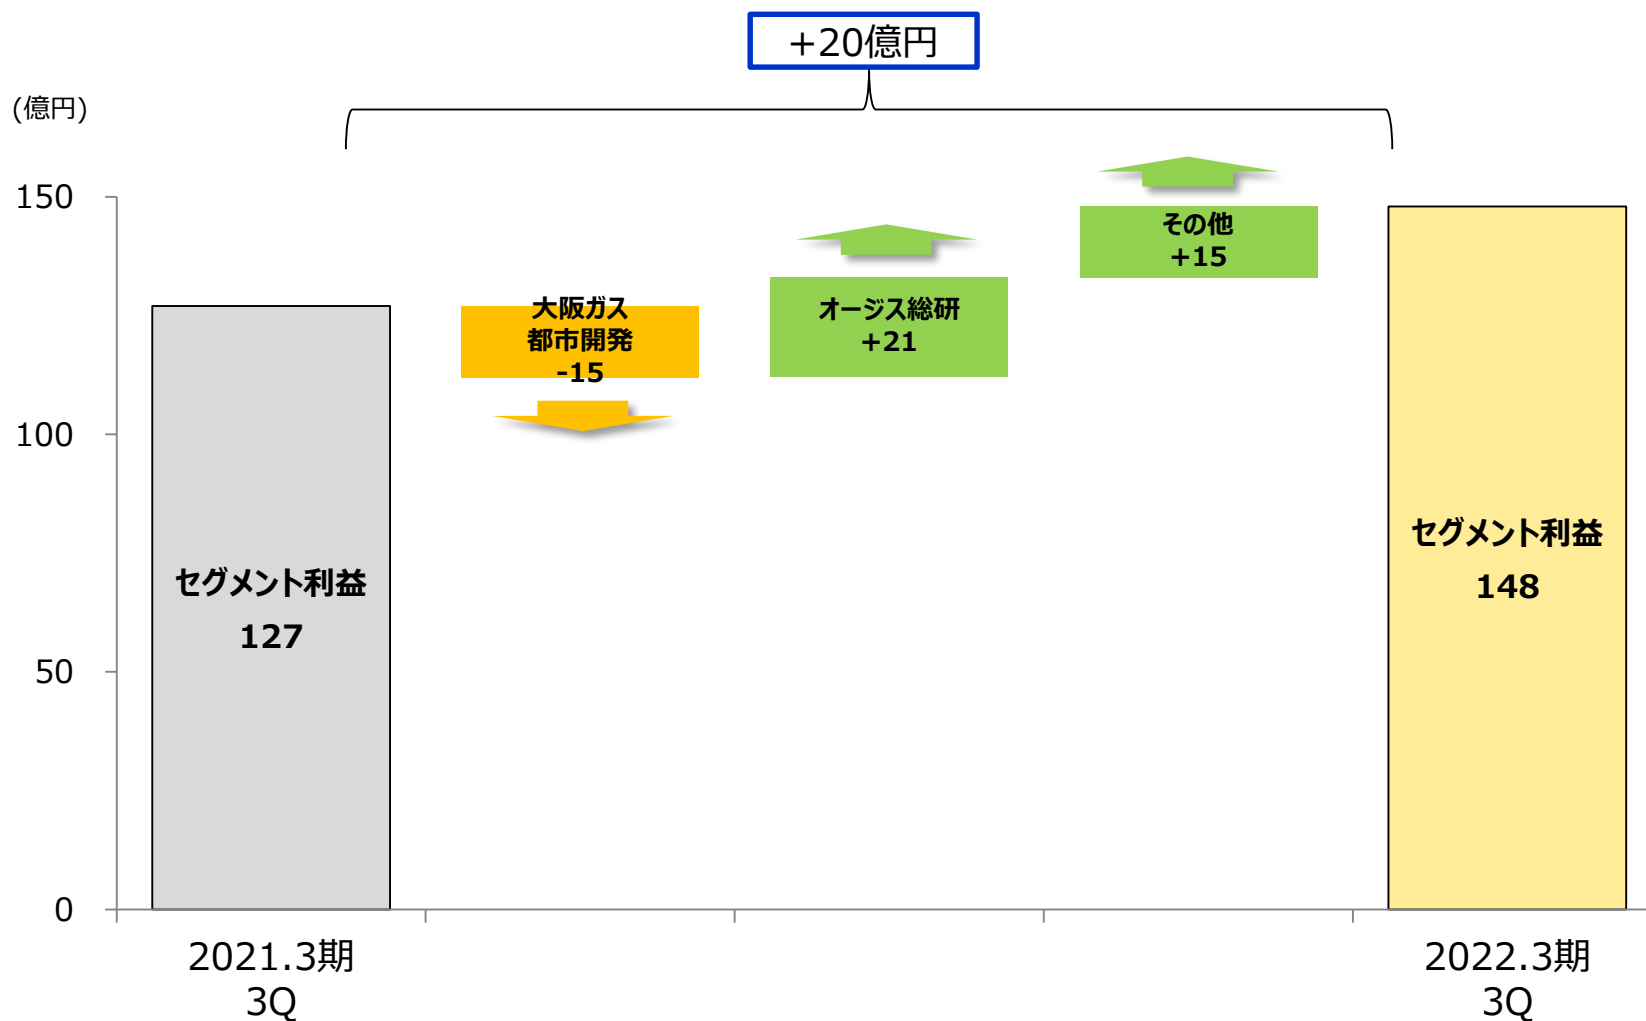 +20億円
(億円)
150
100
50
0
セグメント利益
127
大阪ガス
都市開発
-15
オージス総研
+21
その他
+15
セグメント利益
148
2021.3期
3Q
2022.3期
3Q